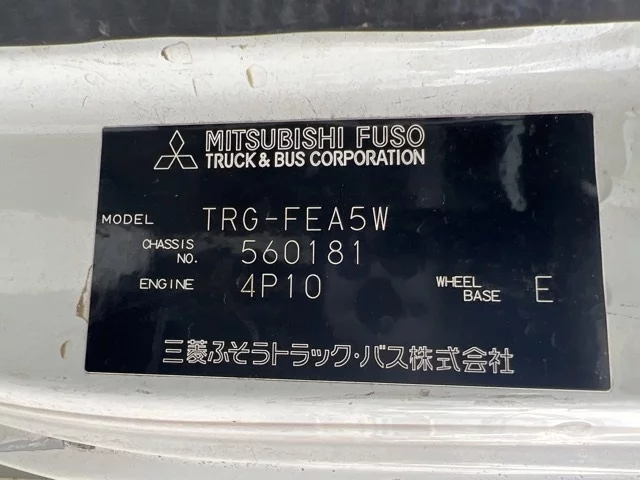 MITSUBISHI FUSO
TRUCK & BUS CORPORATION
MODEL TRG-FEA5W
CHASSIS NO. 560181
ENGINE 4P10 WHEEL BASE E
三菱ふそうトラック・バス株式会社